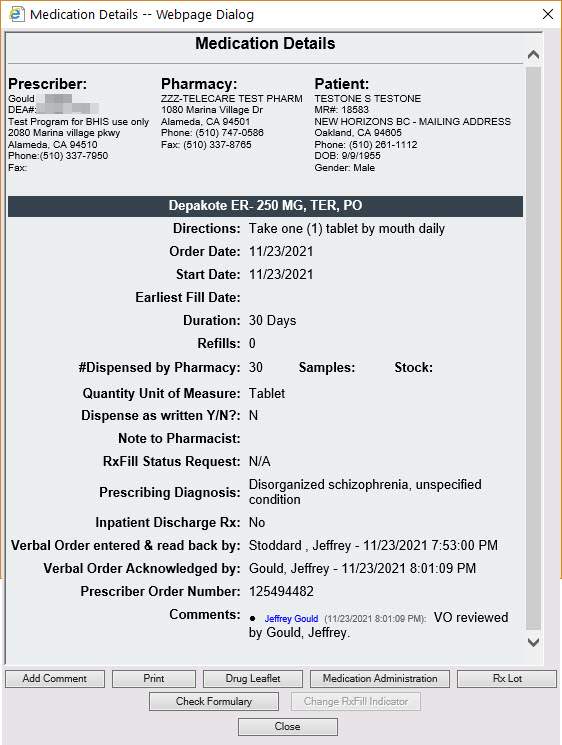 Medication Details -- Webpage Dialog
Medication Details
Prescriber:
Gould
DEA#:
Test Program for BHIS use only
2080 Marina village pkwy
Alameda, CA 94510
Phone:(510) 337-7950
Fax:
Pharmacy:
ZZZ-TELECARE TEST PHARM
1080 Marina Village Dr
Alameda, CA 94501
Phone: (510) 747-0586
Fax: (510) 337-8765
Patient:
TESTONE S TESTONE
MR#: 18583
NEW HORIZONS BC - MAILING ADDRESS
Oakland, CA 94605
Phone: (510) 261-1112
DOB: 9/9/1955
Gender: Male
Depakote ER- 250 MG, TER, PO
Directions: Take one (1) tablet by mouth daily
Order Date: 11/23/2021
Start Date: 11/23/2021
Earliest Fill Date:
Duration: 30 Days
Refills: 0
#Dispensed by Pharmacy: 30 Samples: Stock:
Quantity Unit of Measure: Tablet
Dispense as written Y/N?: N
Note to Pharmacist:
RxFill Status Request: N/A
Prescribing Diagnosis: Disorganized schizophrenia, unspecified
condition
Inpatient Discharge Rx: No
Verbal Order entered & read back by: Stoddard , Jeffrey - 11/23/2021 7:53:00 PM
Verbal Order Acknowledged by: Gould, Jeffrey - 11/23/2021 8:01:09 PM
Prescriber Order Number: 125494482
Comments: • Jeffrey Gould (11/23/2021 8:01:09 PM): VO reviewed
by Gould, Jeffrey.
Add Comment Print Drug Leaflet Medication Administration Rx Lot
Check Formulary Change RxFill Indicator
Close